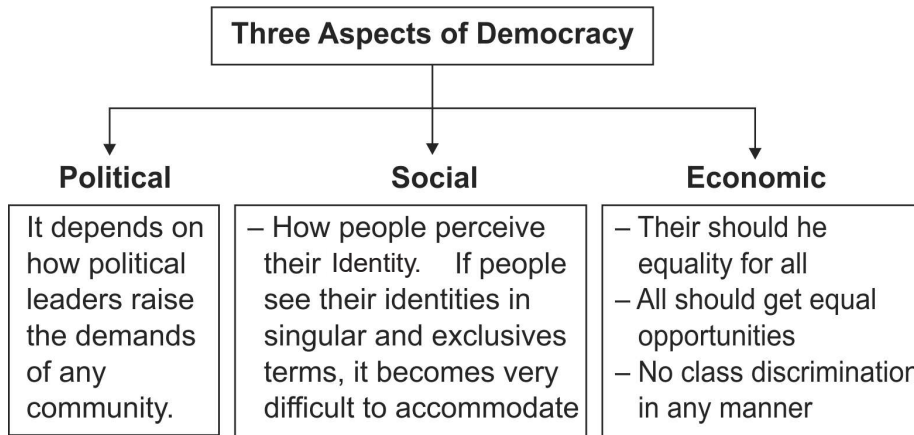 Three Aspects of Democracy
Political
It depends on
how political
leaders raise
the demands
of any
community.
Social
– How people perceive
their Identity. If people
see their identities in
singular and exclusives
terms, it becomes very
difficult to accommodate
Economic
– Their should he
equality for all
– All should get equal
opportunities
– No class discrimination
in any manner